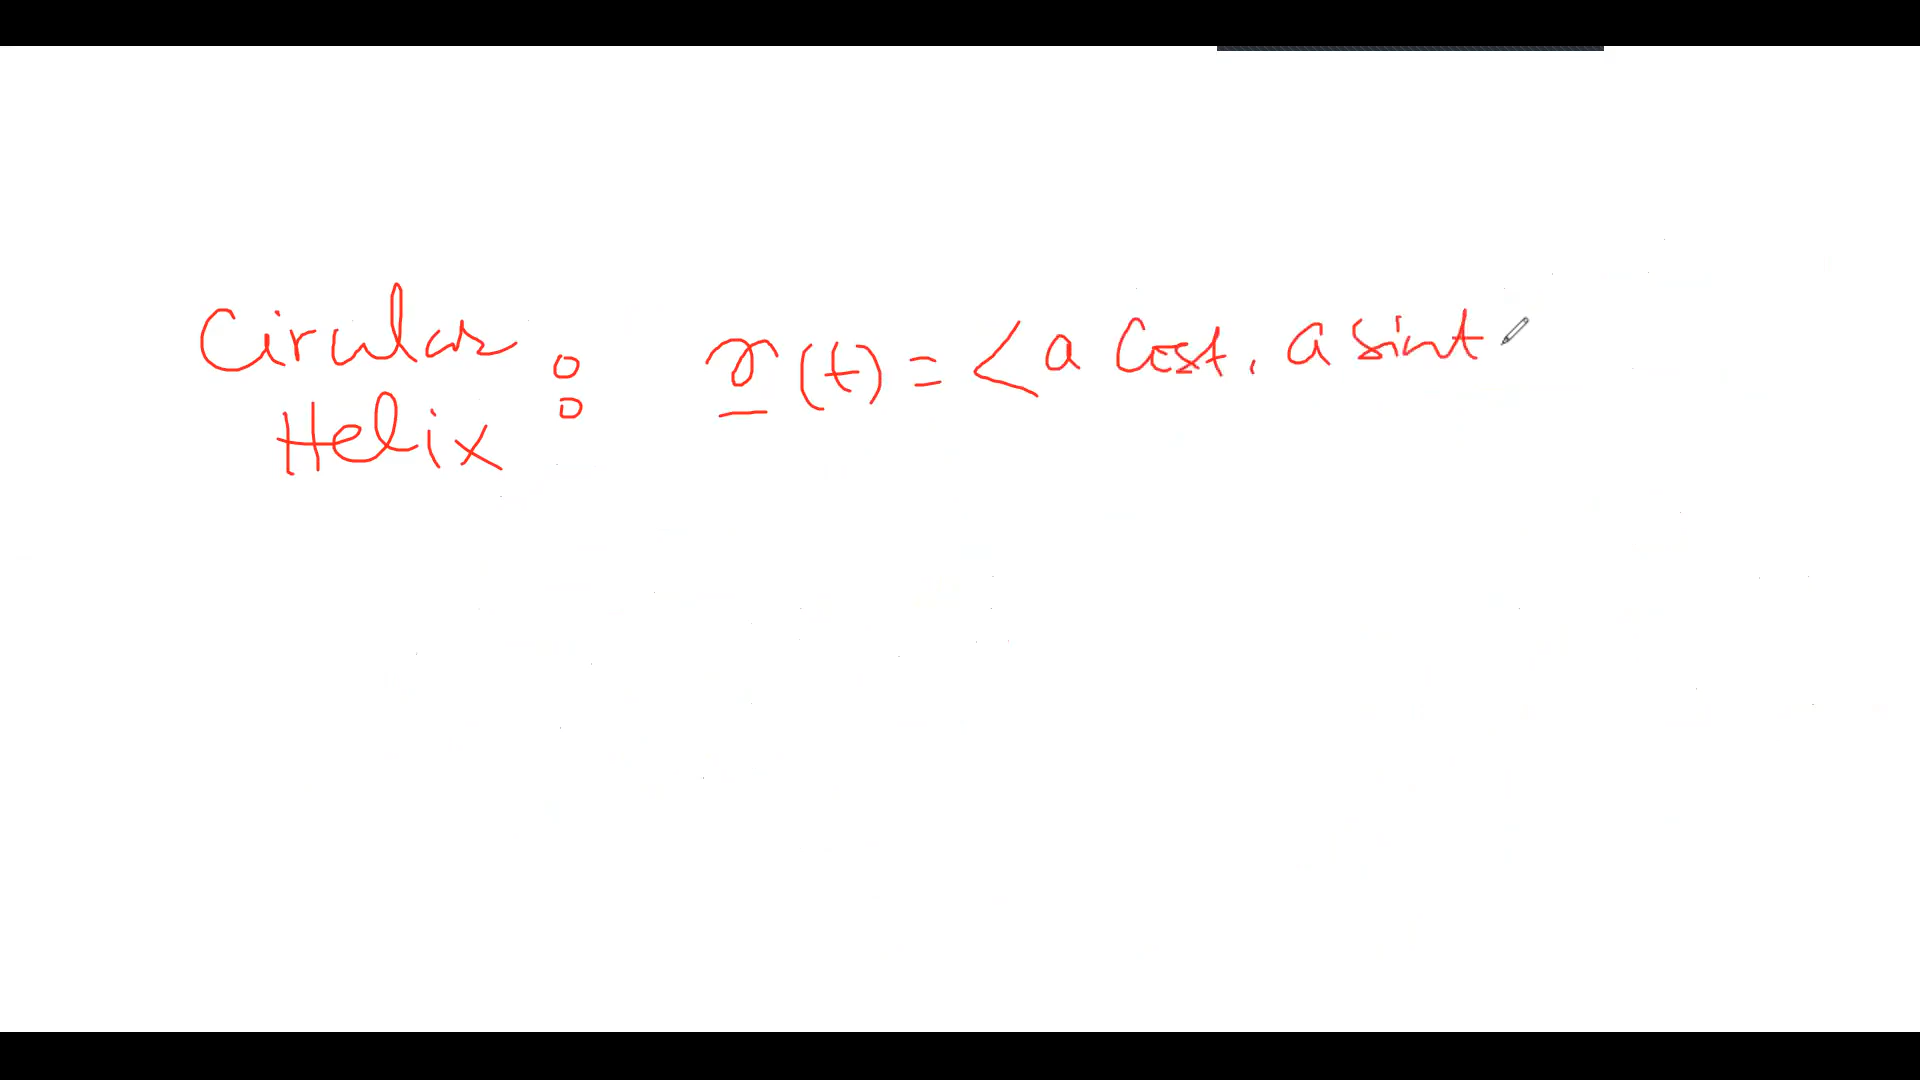 Circular : r(t) = <a Cost, a sint
Helix